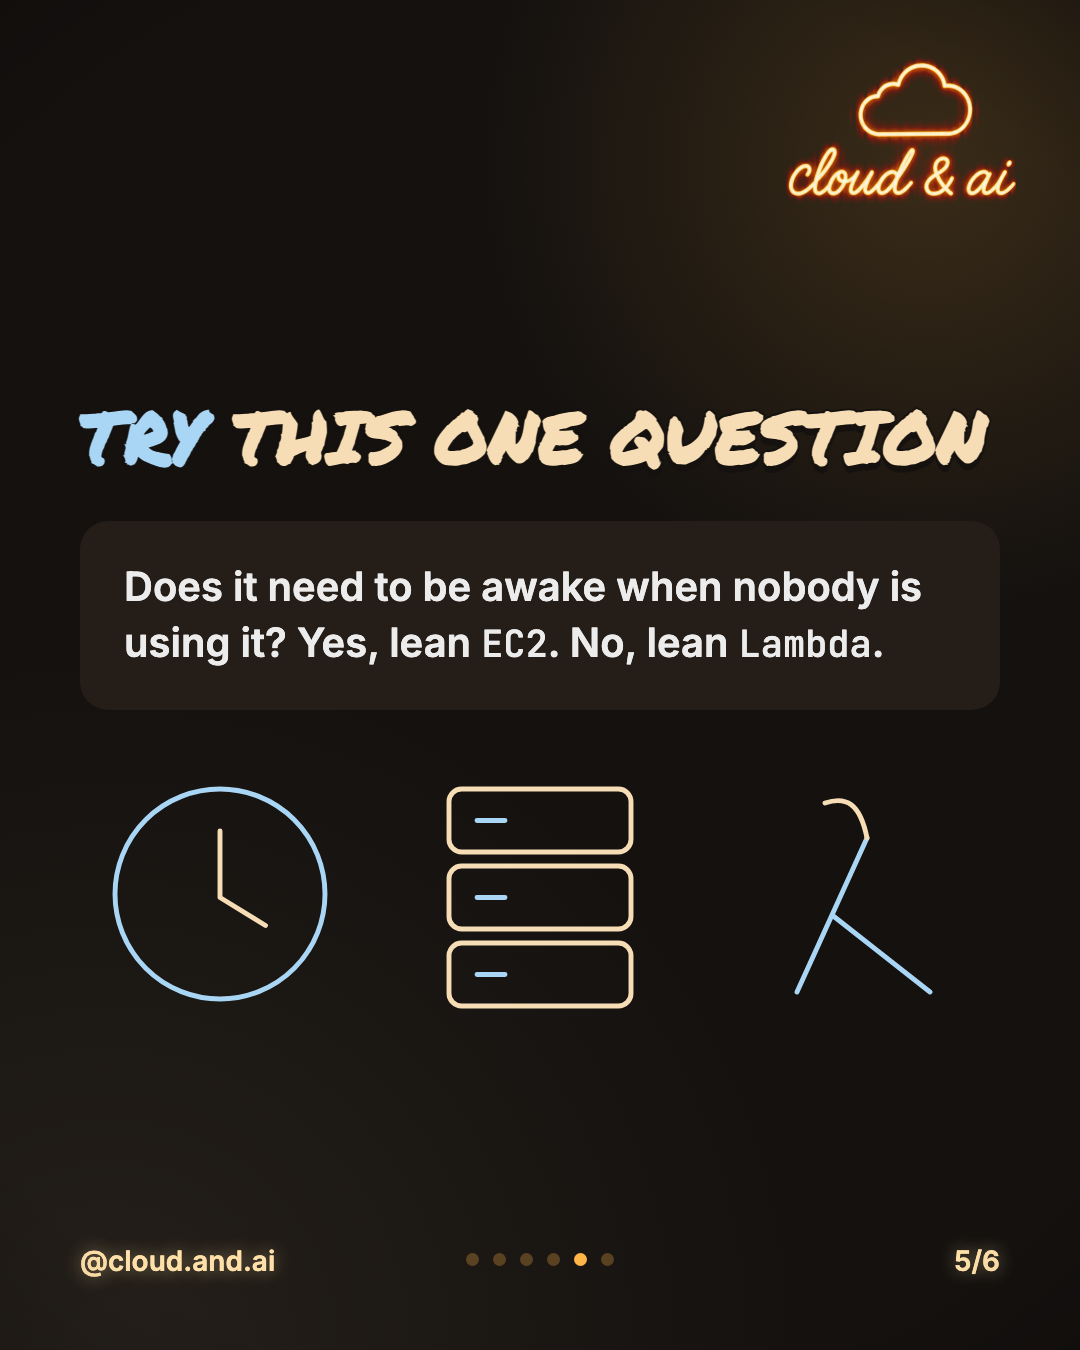 cloud & ai
TRY THIS ONE QUESTION
Does it need to be awake when nobody is
using it? Yes, lean EC2. No, lean Lambda.
@cloud.and.ai
5/6